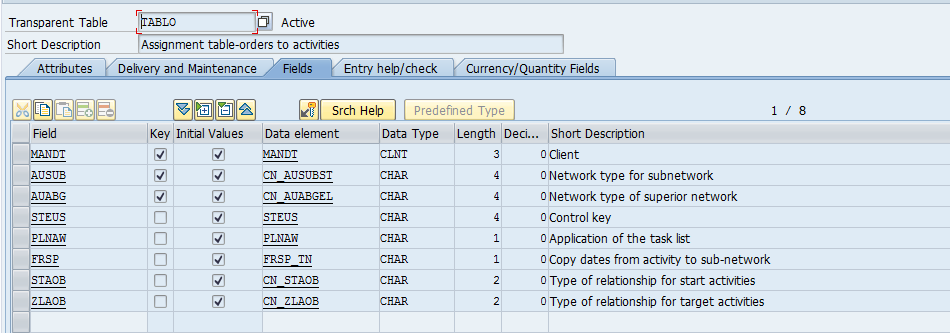 Transparent Table TABLO Active
Short Description Assignment table-orders to activities
Attributes Delivery and Maintenance Fields Entry help/check Currency/Quantity Fields
Srch Help Predefined Type 1 / 8
Field Key Initial Values Data element Data Type Length Deci... Short Description
MANDT MANDT CLNT 3 0 Client
AUSUB CN_AUSUBST CHAR 4 0 Network type for subnetwork
AUABG CN_AUABGEL CHAR 4 0 Network type of superior network
STEUS STEUS CHAR 4 0 Control key
PLNAW PLNAW CHAR 1 0 Application of the task list
FRSP FRSP_TN CHAR 1 0 Copy dates from activity to sub-network
STAOB CN_STAOB CHAR 2 0 Type of relationship for start activities
ZLAOB CN_ZLAOB CHAR 2 0 Type of relationship for target activities